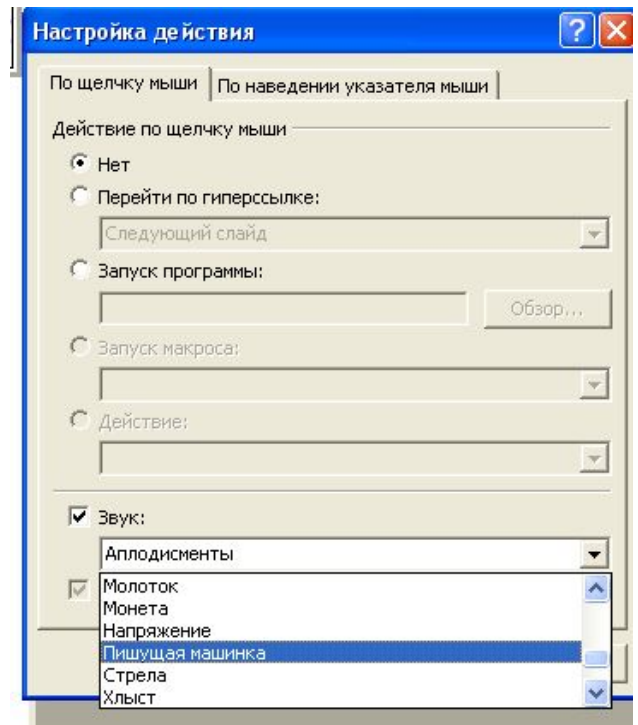 Настройка действия
По щелчку мыши
По наведении указателя мыши
Действие по щелчку мыши
Нет
Перейти по гиперссылке:
Следующий слайд
Запуск программы:
Обзор...
Запуск макроса:
Действие:
Звук:
Аплодисменты
Молоток
Монета
Напряжение
Пишущая машинка
Стрела
Хлыст